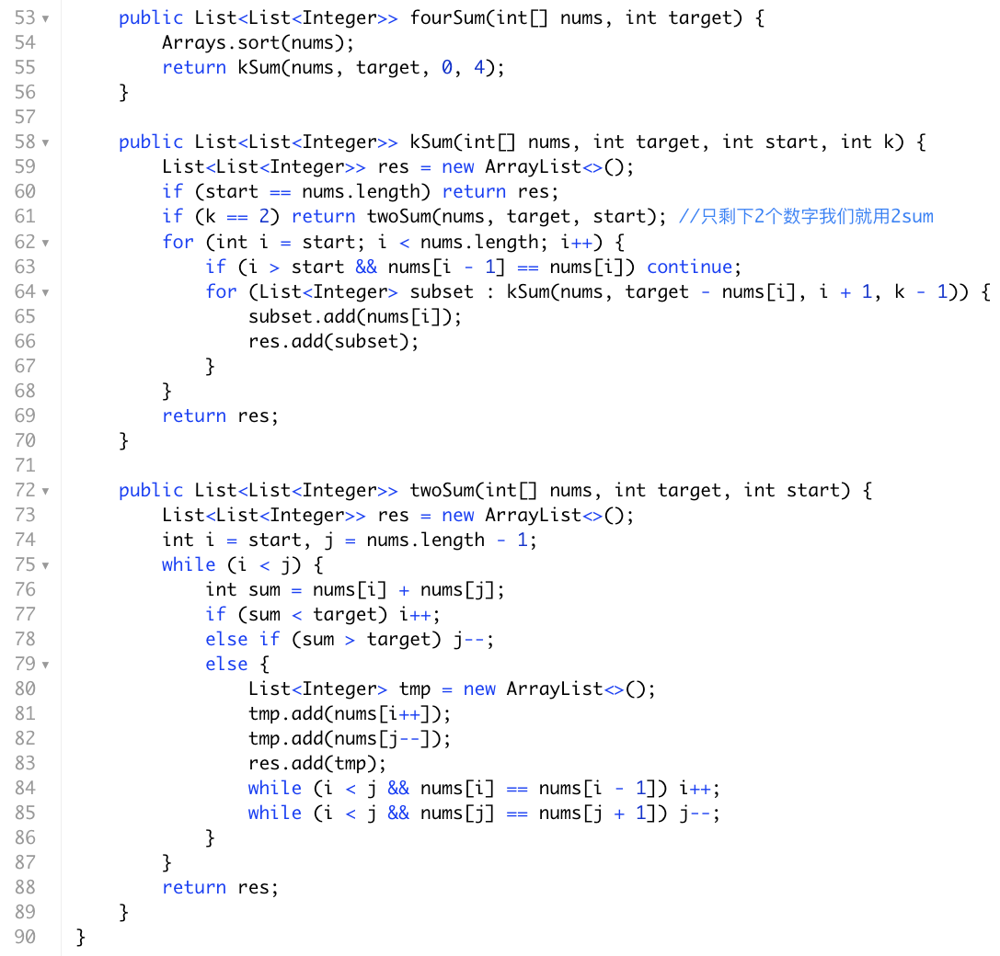 53 ▾     public List<List<Integer>> fourSum(int[] nums, int target) {
54           Arrays.sort(nums);
55           return kSum(nums, target, 0, 4);
56       }
57
58 ▾     public List<List<Integer>> kSum(int[] nums, int target, int start, int k) {
59           List<List<Integer>> res = new ArrayList<>();
60           if (start == nums.length) return res;
61           if (k == 2) return twoSum(nums, target, start); //只剩下2个数字我们就用2sum
62 ▾         for (int i = start; i < nums.length; i++) {
63               if (i > start && nums[i - 1] == nums[i]) continue;
64 ▾             for (List<Integer> subset : kSum(nums, target - nums[i], i + 1, k - 1)) {
65                   subset.add(nums[i]);
66                   res.add(subset);
67               }
68           }
69           return res;
70       }
71
72 ▾     public List<List<Integer>> twoSum(int[] nums, int target, int start) {
73           List<List<Integer>> res = new ArrayList<>();
74           int i = start, j = nums.length - 1;
75 ▾         while (i < j) {
76               int sum = nums[i] + nums[j];
77               if (sum < target) i++;
78               else if (sum > target) j--;
79 ▾             else {
80                   List<Integer> tmp = new ArrayList<>();
81                   tmp.add(nums[i++]);
82                   tmp.add(nums[j--]);
83                   res.add(tmp);
84                   while (i < j && nums[i] == nums[i - 1]) i++;
85                   while (i < j && nums[j] == nums[j + 1]) j--;
86               }
87           }
88           return res;
89       }
90   }